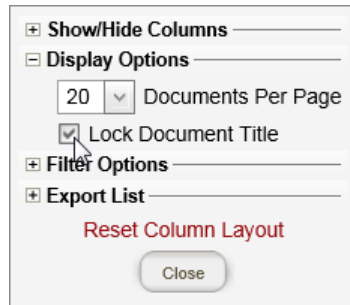 Show/Hide Columns
Display Options
20 Documents Per Page
Lock Document Title
Filter Options
Export List
Reset Column Layout
Close